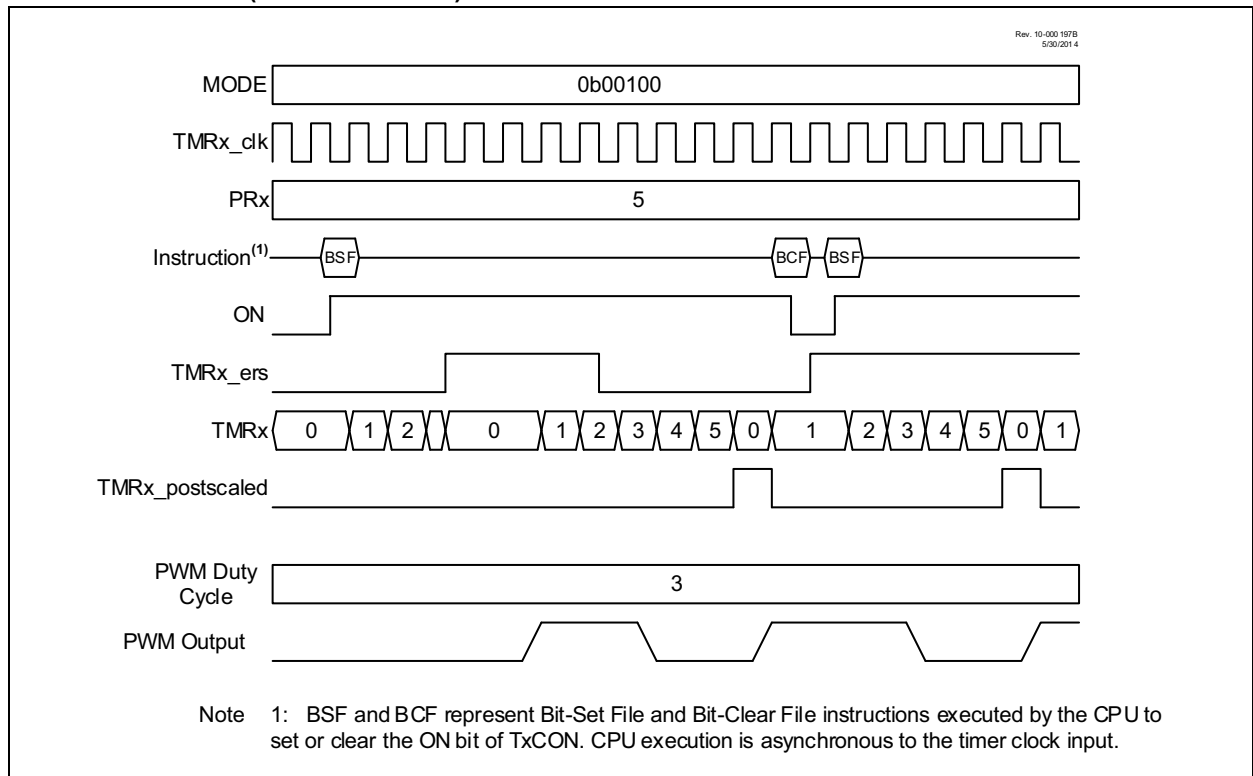 Rev. 10-000 197B
5/30/201 4
MODE 0b00100
TMRx_clk
PRx 5
Instruction(1) BSF BCF BSF
ON
TMRx_ers
TMRx 0 1 2 0 1 2 3 4 5 0 1 2 3 4 5 0 1
TMRx_postscaled
PWM Duty
Cycle 3
PWM Output
Note 1: BSF and BCF represent Bit-Set File and Bit-Clear File instructions executed by the CPU to
set or clear the ON bit of TxCON. CPU execution is asynchronous to the timer clock input.